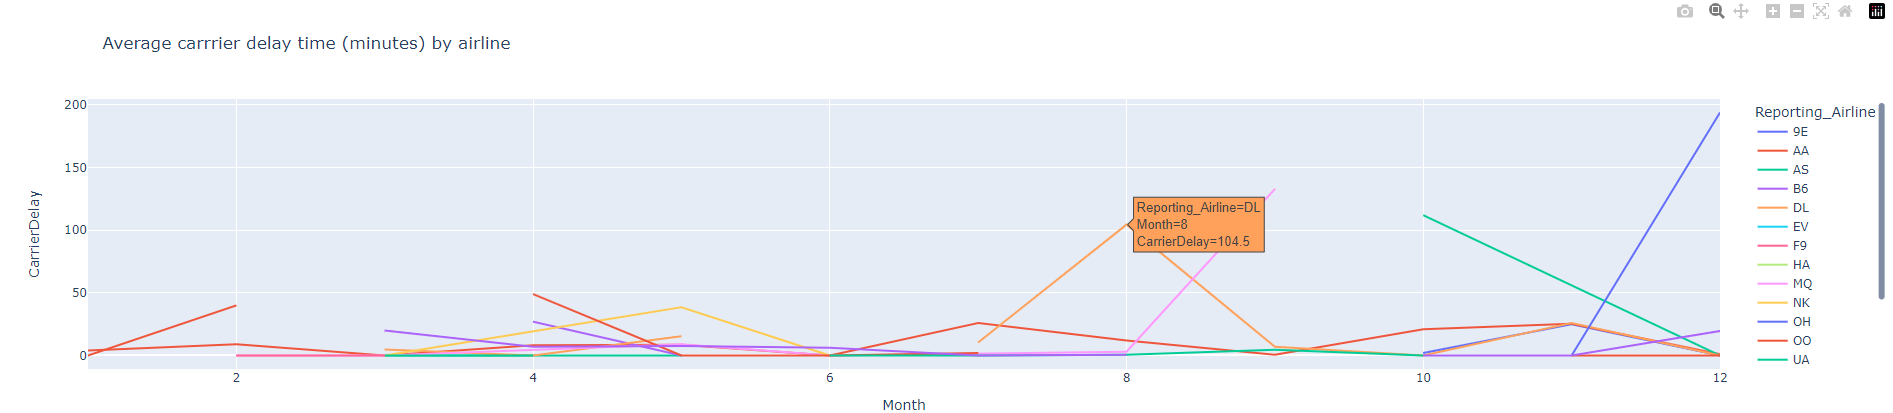 Average carrrier delay time (minutes) by airline
200
150
100
50
0
CarrierDelay
2
4
6
8
10
12
Month
Reporting_Airline=DL
Month=8
CarrierDelay=104.5
Reporting_Airline
9E
AA
AS
B6
DL
EV
F9
HA
MQ
NK
OH
OO
UA